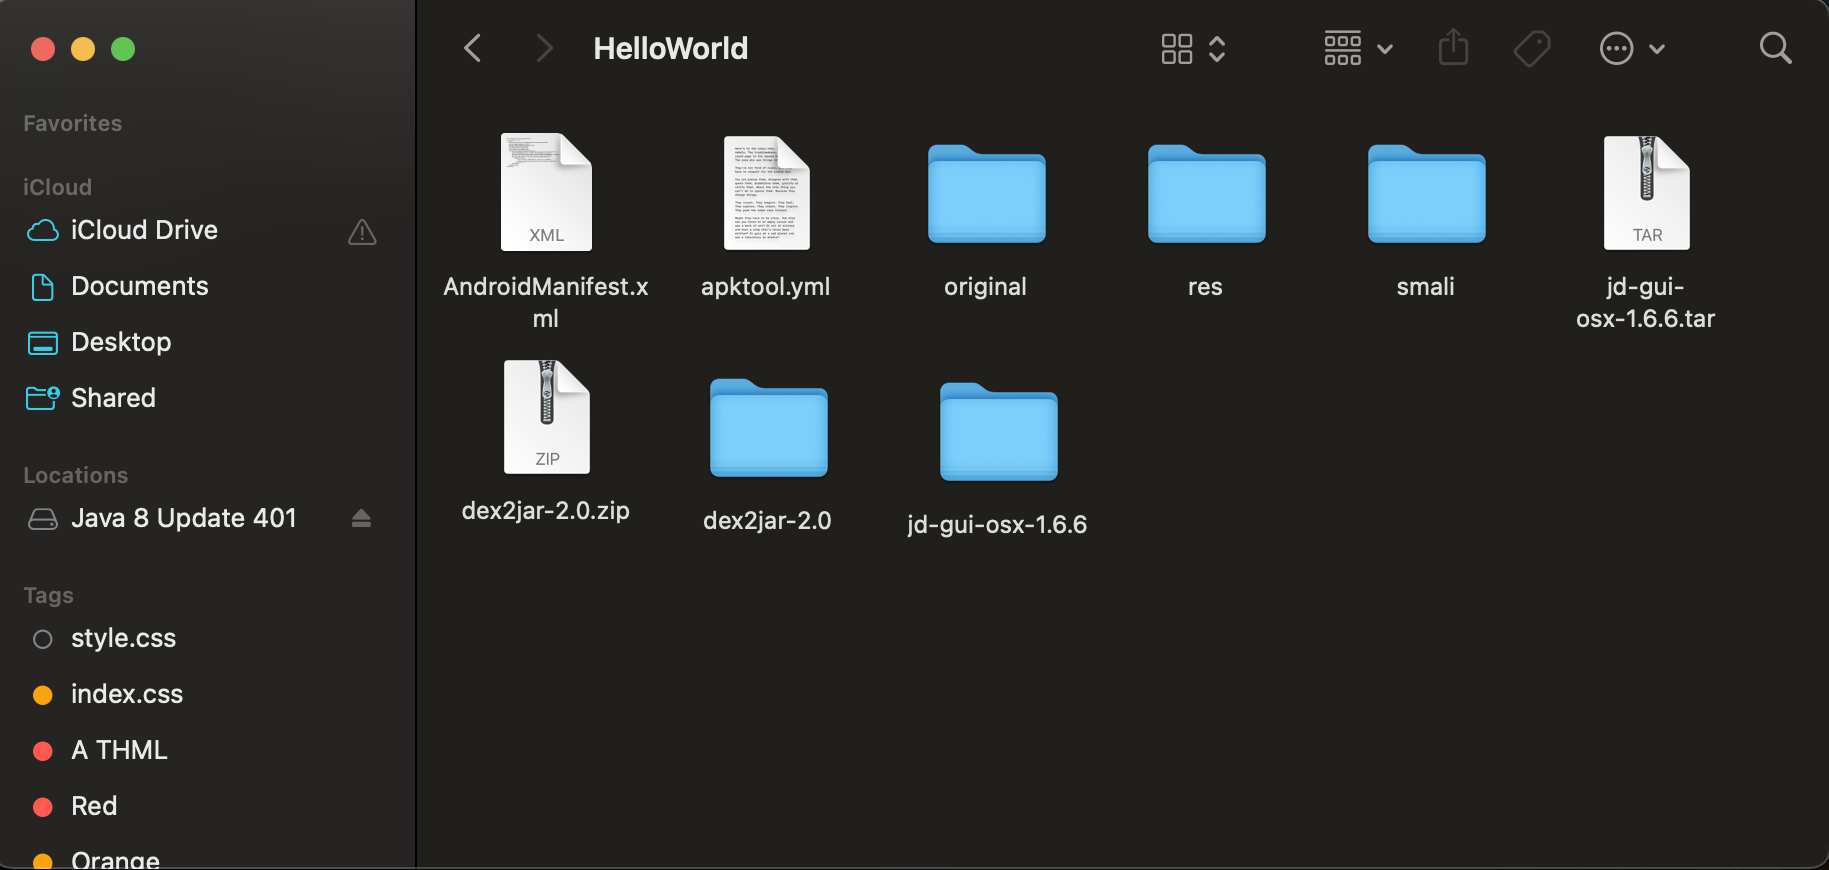 HelloWorld
Favorites
iCloud
iCloud Drive
Documents
Desktop
Shared
Locations
Java 8 Update 401
Tags
style.css
index.css
A THML
Red
Orange
XML
AndroidManifest.x
ml
apktool.yml
original
res
smali
TAR
jd-gui-
osx-1.6.6.tar
ZIP
dex2jar-2.0.zip
dex2jar-2.0
jd-gui-osx-1.6.6